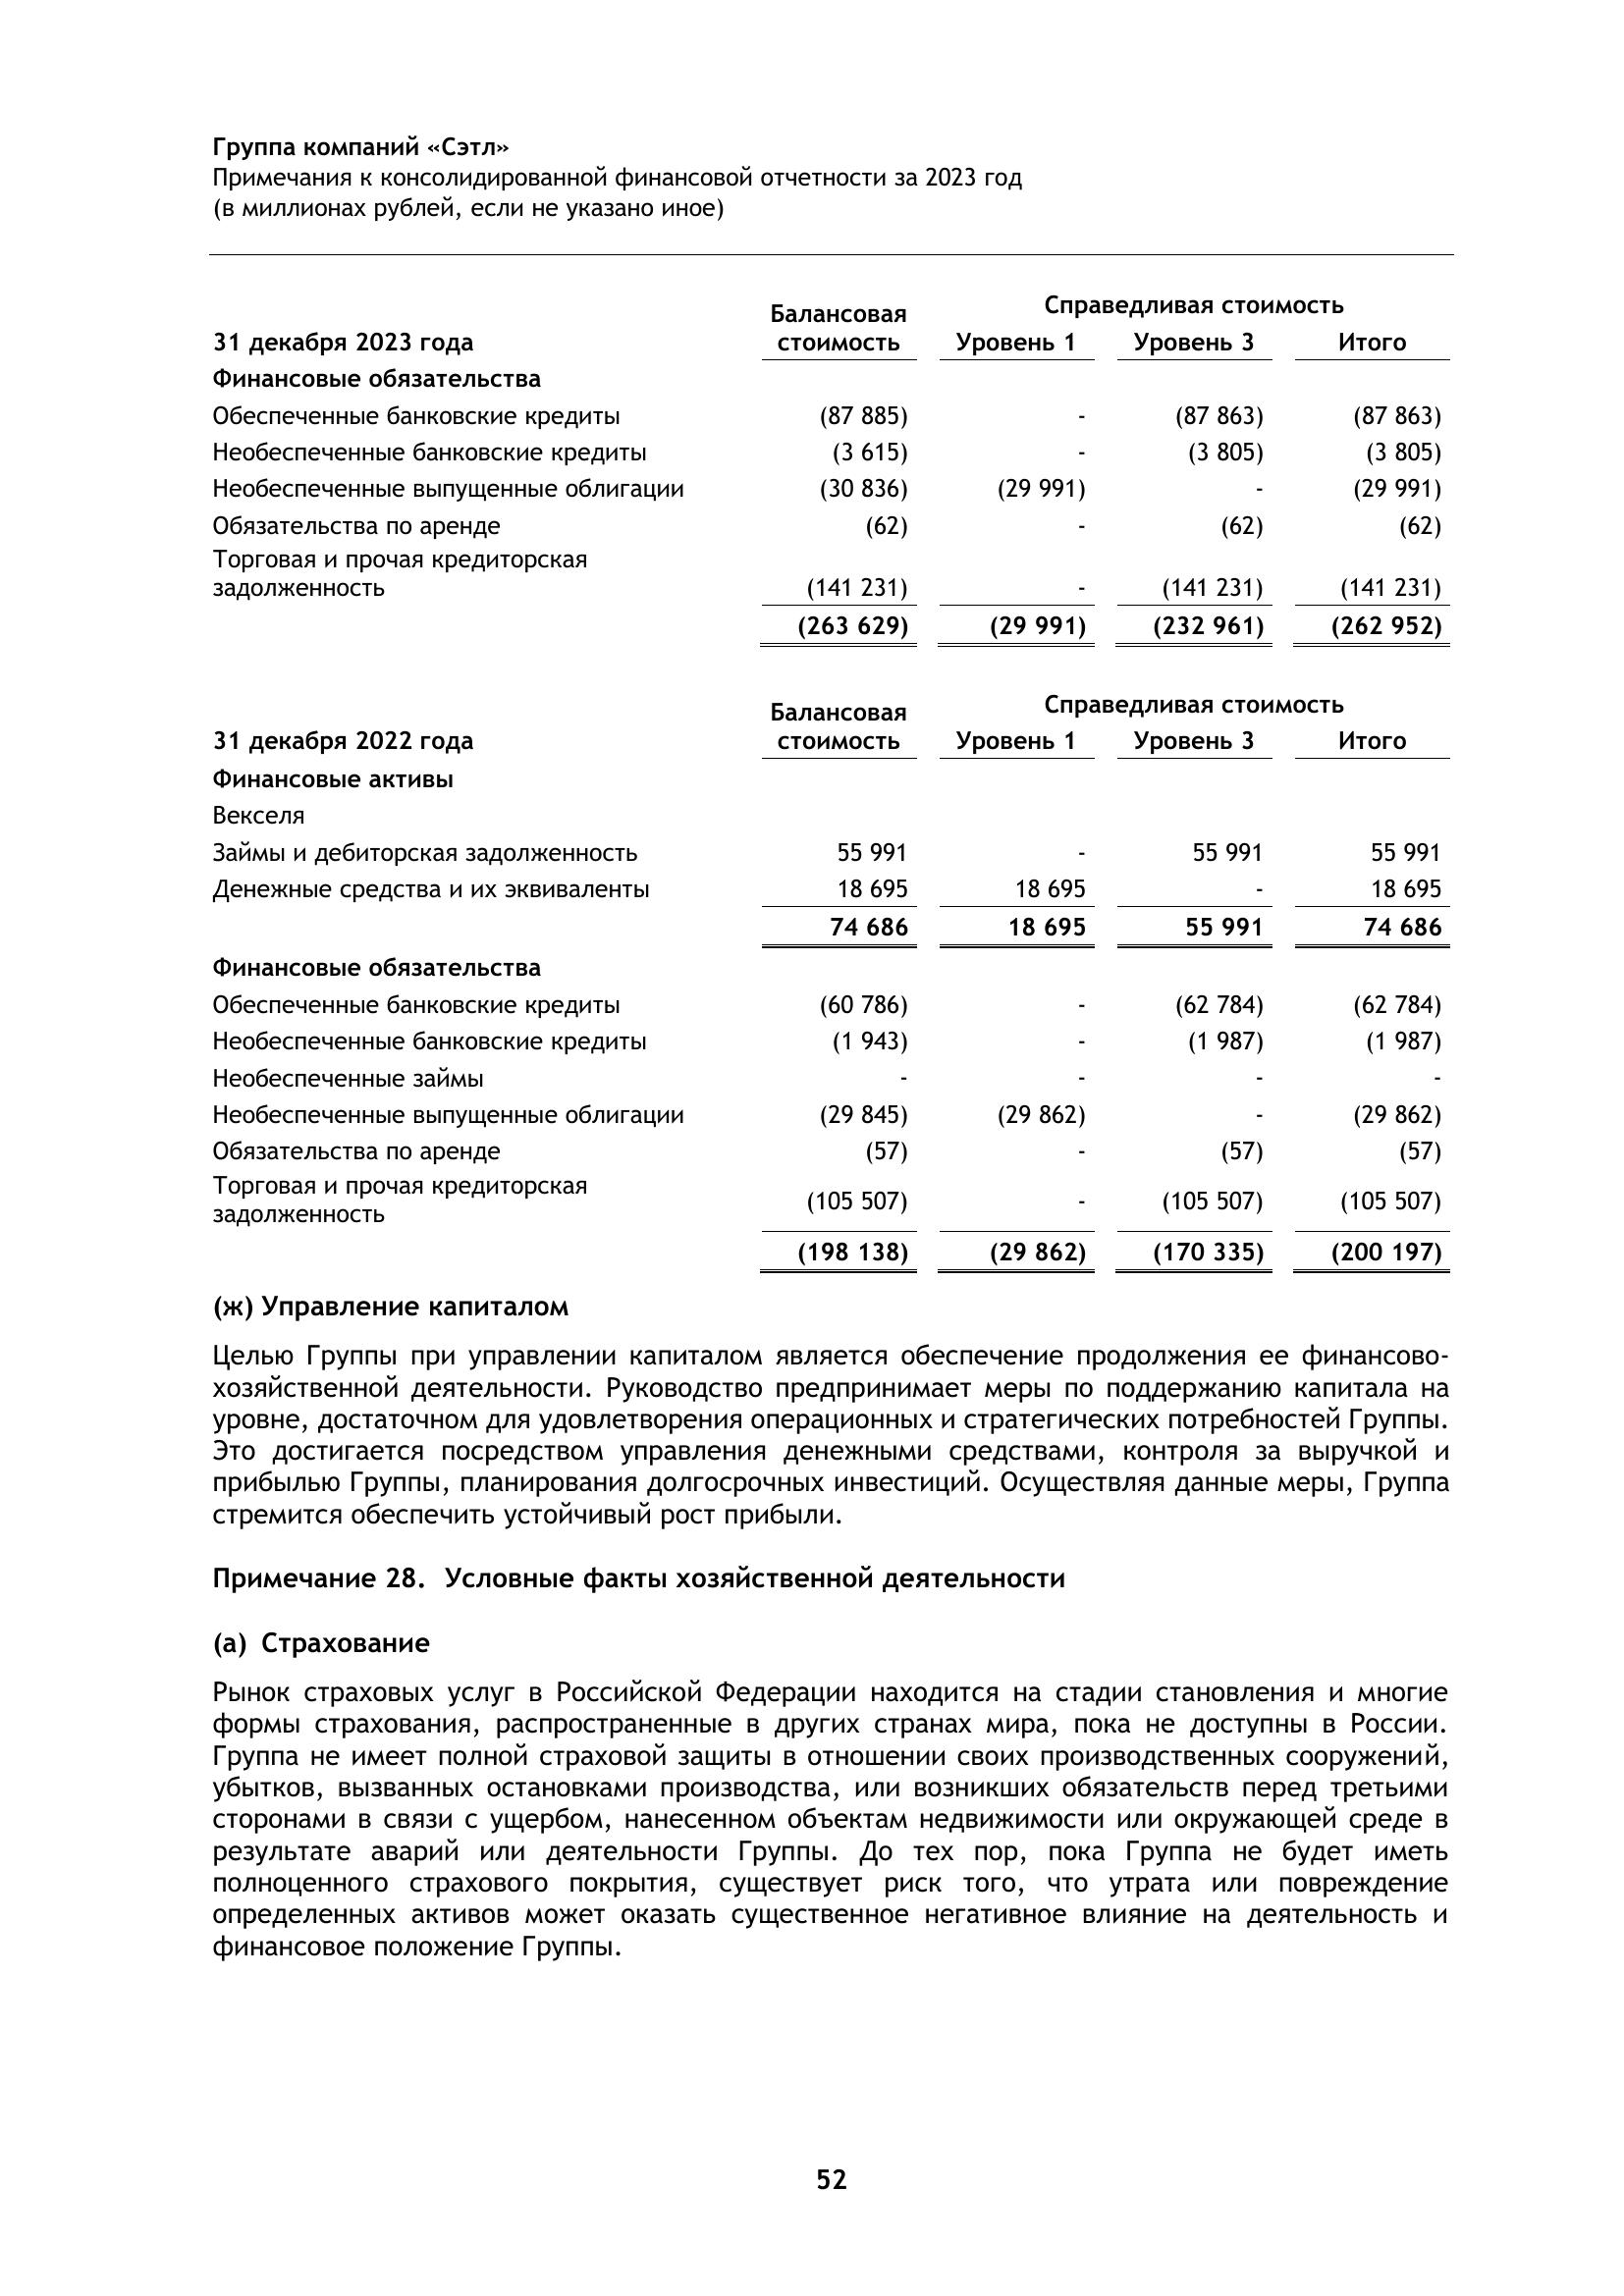 Группа компаний «Сэтл»
Примечания к консолидированной финансовой отчетности за 2023 год
(в миллионах рублей, если не указано иное)
Балансовая Справедливая стоимость
31 декабря 2023 года стоимость Уровень 1 Уровень 3 Итого
Финансовые обязательства
Обеспеченные банковские кредиты (87 885) - (87 863) (87 863)
Необеспеченные банковские кредиты (3 615) - (3 805) (3 805)
Необеспеченные выпущенные облигации (30 836) (29 991) - (29 991)
Обязательства по аренде (62) - (62) (62)
Торговая и прочая кредиторская
задолженность (141 231) - (141 231) (141 231)
(263 629) (29 991) (232 961) (262 952)
Балансовая Справедливая стоимость
31 декабря 2022 года стоимость Уровень 1 Уровень 3 Итого
Финансовые активы
Векселя
Займы и дебиторская задолженность 55 991 - 55 991 55 991
Денежные средства и их эквиваленты 18 695 18 695 - 18 695
74 686 18 695 55 991 74 686
Финансовые обязательства
Обеспеченные банковские кредиты (60 786) - (62 784) (62 784)
Необеспеченные банковские кредиты (1 943) - (1 987) (1 987)
Необеспеченные займы - - - -
Необеспеченные выпущенные облигации (29 845) (29 862) - (29 862)
Обязательства по аренде (57) - (57) (57)
Торговая и прочая кредиторская
задолженность (105 507) - (105 507) (105 507)
(198 138) (29 862) (170 335) (200 197)
(ж) Управление капиталом
Целью Группы при управлении капиталом является обеспечение продолжения ее финансово-
хозяйственной деятельности. Руководство предпринимает меры по поддержанию капитала на
уровне, достаточном для удовлетворения операционных и стратегических потребностей Группы.
Это достигается посредством управления денежными средствами, контроля за выручкой и
прибылью Группы, планирования долгосрочных инвестиций. Осуществляя данные меры, Группа
стремится обеспечить устойчивый рост прибыли.
Примечание 28. Условные факты хозяйственной деятельности
(а) Страхование
Рынок страховых услуг в Российской Федерации находится на стадии становления и многие
формы страхования, распространенные в других странах мира, пока не доступны в России.
Группа не имеет полной страховой защиты в отношении своих производственных сооружений,
убытков, вызванных остановками производства, или возникших обязательств перед третьими
сторонами в связи с ущербом, нанесенном объектам недвижимости или окружающей среде в
результате аварий или деятельности Группы. До тех пор, пока Группа не будет иметь
полноценного страхового покрытия, существует риск того, что утрата или повреждение
определенных активов может оказать существенное негативное влияние на деятельность и
финансовое положение Группы.
52